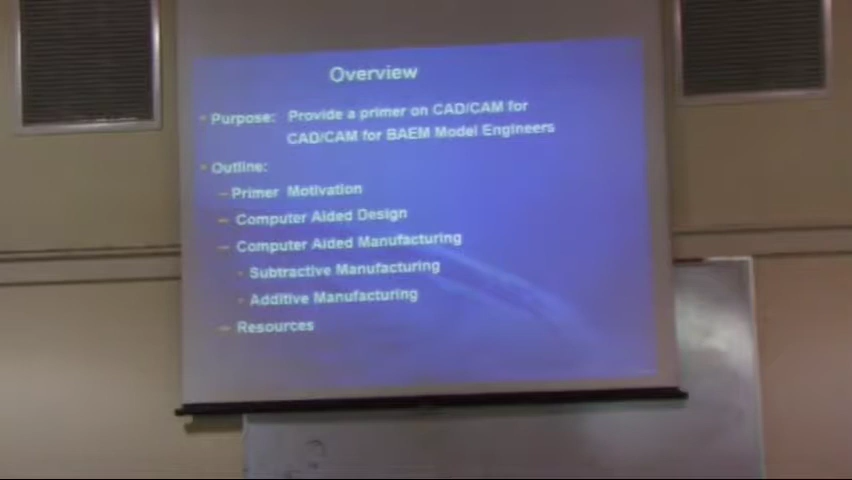 Overview
Purpose: Provide a primer on CAD/CAM for
CAD/CAM for BAEM Model Engineers
Outline:
– Primer Motivation
– Computer Aided Design
– Computer Aided Manufacturing
• Subtractive Manufacturing
• Additive Manufacturing
– Resources